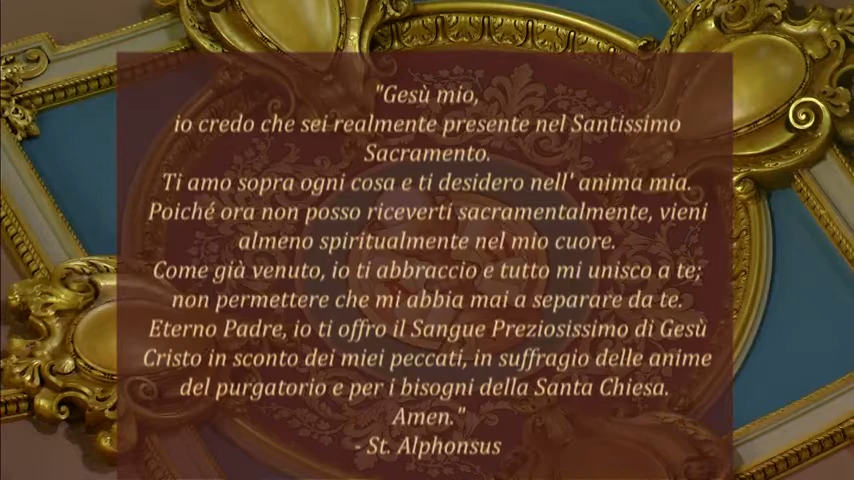 "Gesù mio,
io credo che sei realmente presente nel Santissimo
Sacramento.
Ti amo sopra ogni cosa e ti desidero nell' anima mia.
Poiché ora non posso riceverti sacramentalmente, vieni
almeno spiritualmente nel mio cuore.
Come già venuto, io ti abbraccio e tutto mi unisco a te;
non permettere che mi abbia mai a separare da te.
Eterno Padre, io ti offro il Sangue Preziosissimo di Gesù
Cristo in sconto dei miei peccati, in suffragio delle anime
del purgatorio e per i bisogni della Santa Chiesa.
Amen."
- St. Alphonsus